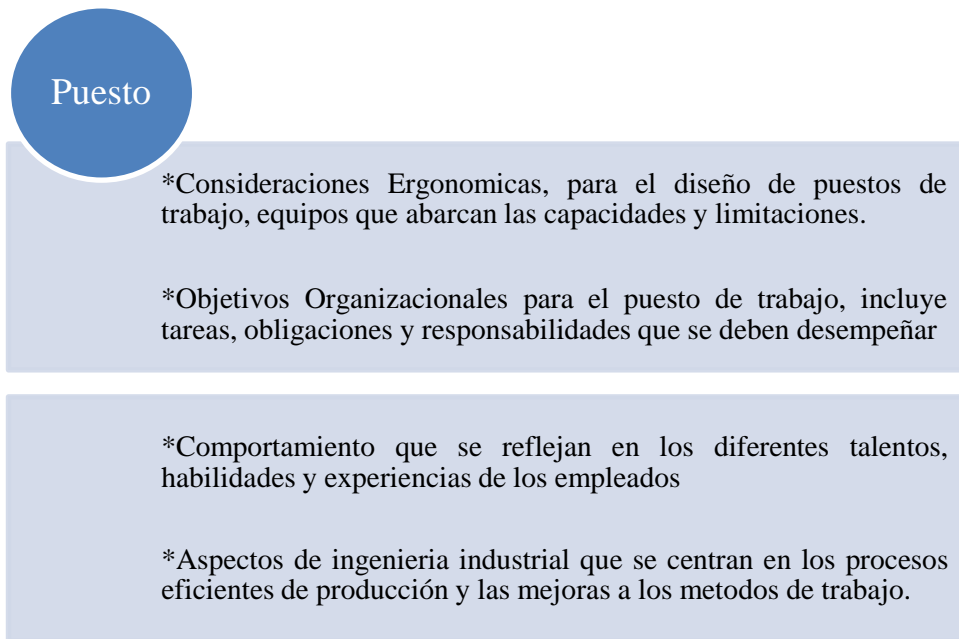 Puesto
*Consideraciones Ergonomicas, para el diseño de puestos de
trabajo, equipos que abarcan las capacidades y limitaciones.
*Objetivos Organizacionales para el puesto de trabajo, incluye
tareas, obligaciones y responsabilidades que se deben desempeñar
*Comportamiento que se reflejan en los diferentes talentos,
habilidades y experiencias de los empleados
*Aspectos de ingenieria industrial que se centran en los procesos
eficientes de producción y las mejoras a los metodos de trabajo.